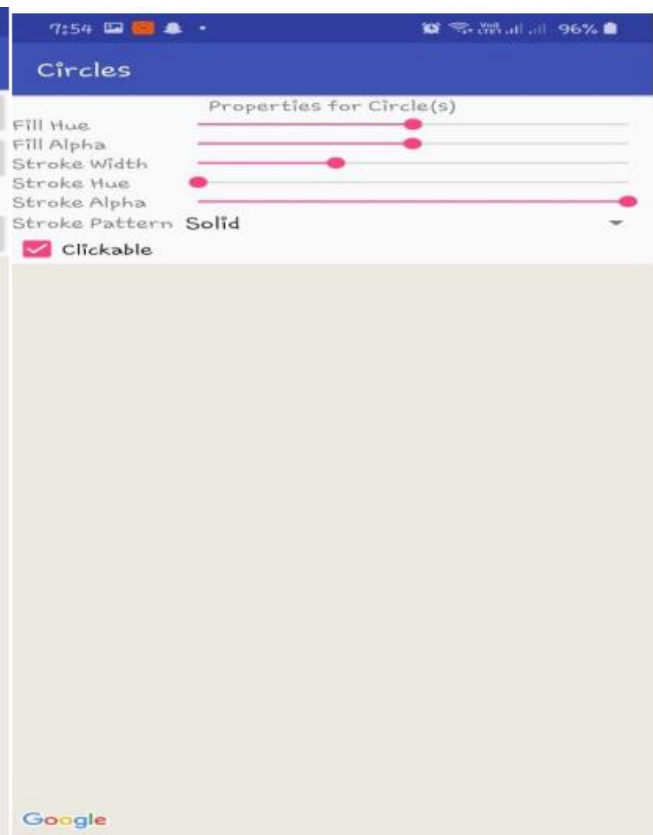 7:54 96%
Circles
Properties for Circle(s)
Fill Hue
Fill Alpha
Stroke Width
Stroke Hue
Stroke Alpha
Stroke Pattern Solid
Clickable
Google